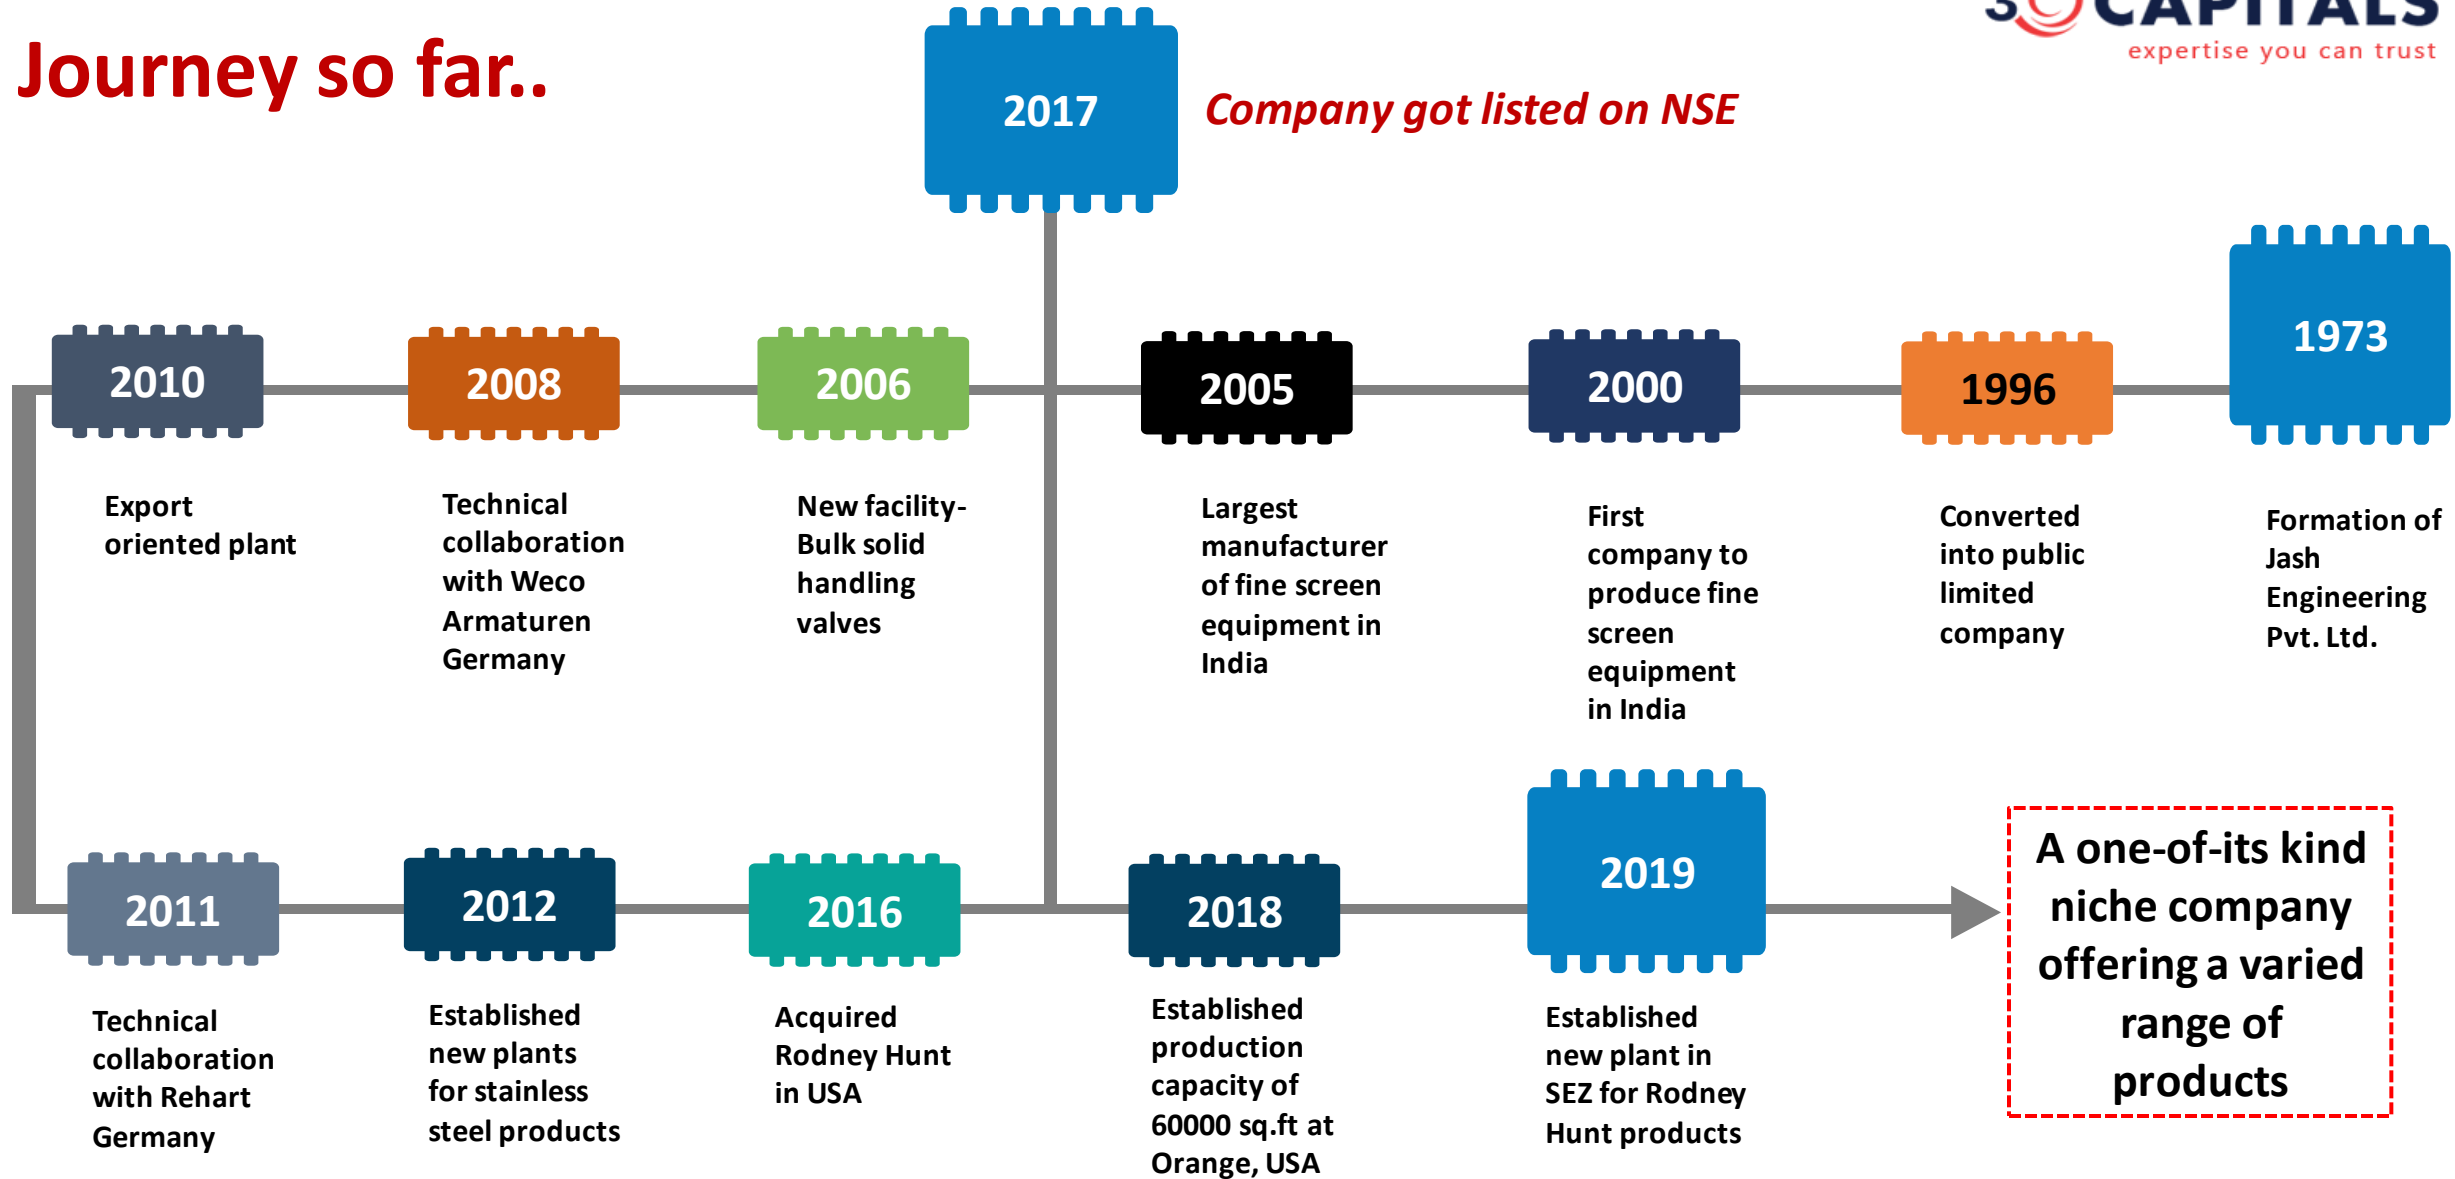 Journey so far..
2017
Company got listed on NSE
CAPITALS
expertise you can trust
2010
2008
2006
2005
2000
1996
1973
Export
oriented plant
Technical
collaboration
with Weco
Armaturen
Germany
New facility-
Bulk solid
handling
valves
Largest
manufacturer
of fine screen
equipment in
India
First
company to
produce fine
screen
equipment
in India
Converted
into public
limited
company
Formation of
Jash
Engineering
Pvt. Ltd.
2011
2012
2016
2018
2019
Technical
collaboration
with Rehart
Germany
Established
new plants
for stainless
steel products
Acquired
Rodney Hunt
in USA
Established
production
capacity of
60000 sq.ft at
Orange, USA
Established
new plant in
SEZ for Rodney
Hunt products
A one-of-its kind
niche company
offering a varied
range of
products